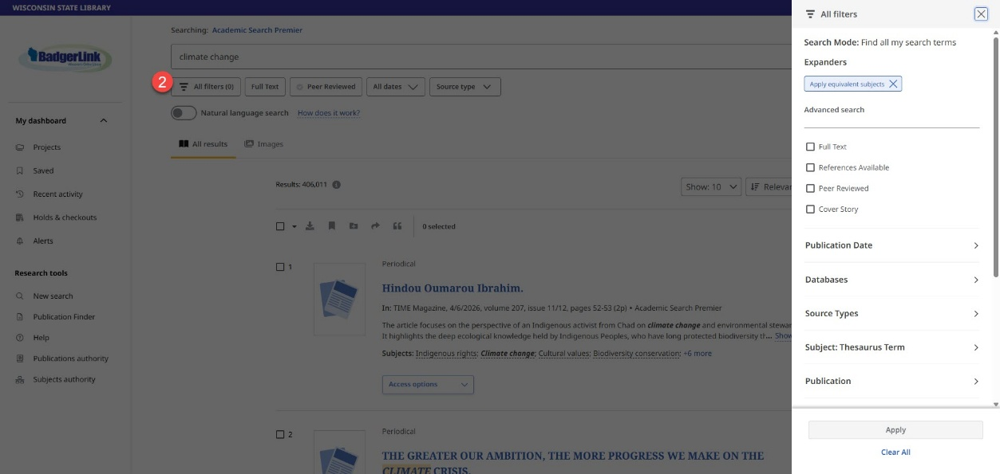 WISCONSIN STATE LIBRARY
BadgerLink
My dashboard
Projects
Saved
Recent activity
Holds & checkouts
Alerts
Research tools
New search
Publication Finder
Help
Publications authority
Subjects authority
Searching: Academic Search Premier
climate change
2
All filters (0)
Full Text
Peer Reviewed
All dates
Source type
Natural language search
How does it work?
All results
Images
Results: 406,011
Show: 10
Relevan
0 selected
1
Periodical
Hindou Oumarou Ibrahim.
In: TIME Magazine, 4/6/2026, volume 207, issue 11/12, pages 52-53 (2p) • Academic Search Premier
The article focuses on the perspective of an Indigenous activist from Chad on climate change and environmental stewar
It highlights the deep ecological knowledge held by Indigenous Peoples, who have long protected biodiversity th... Show
Subjects: Indigenous rights; Climate change; Cultural values; Biodiversity conservation; +6 more
Access options
2
Periodical
THE GREATER OUR AMBITION, THE MORE PROGRESS WE MAKE ON THE
CLIMATE CRISIS.
All filters
Search Mode: Find all my search terms
Expanders
Apply equivalent subjects
Advanced search
Full Text
References Available
Peer Reviewed
Cover Story
Publication Date
Databases
Source Types
Subject: Thesaurus Term
Publication
Apply
Clear All